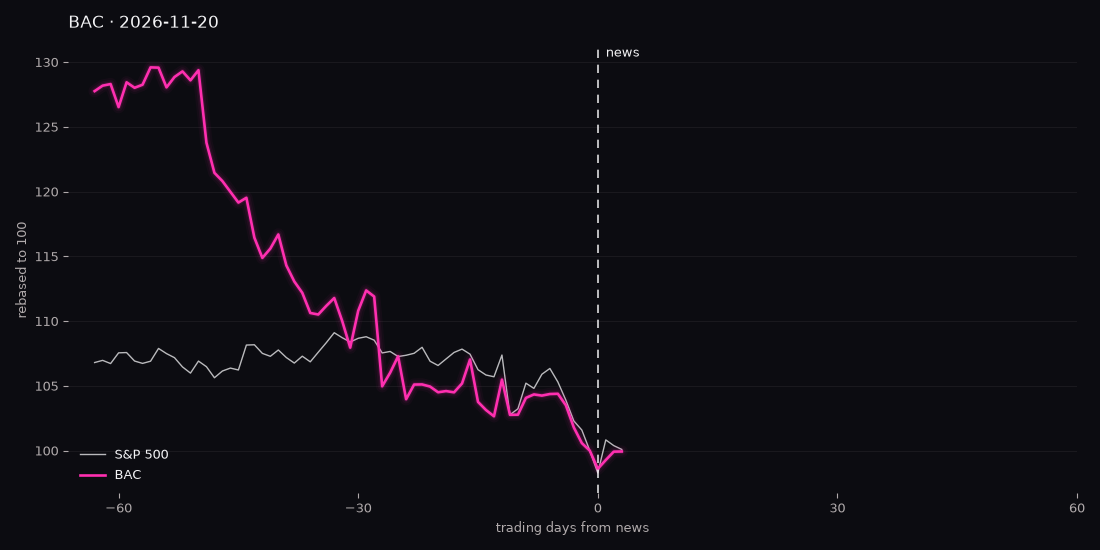 BAC · 2026-11-20
news
130
125
120
115
110
105
100
rebased to 100
S&P 500
BAC
−60
−30
0
30
60
trading days from news